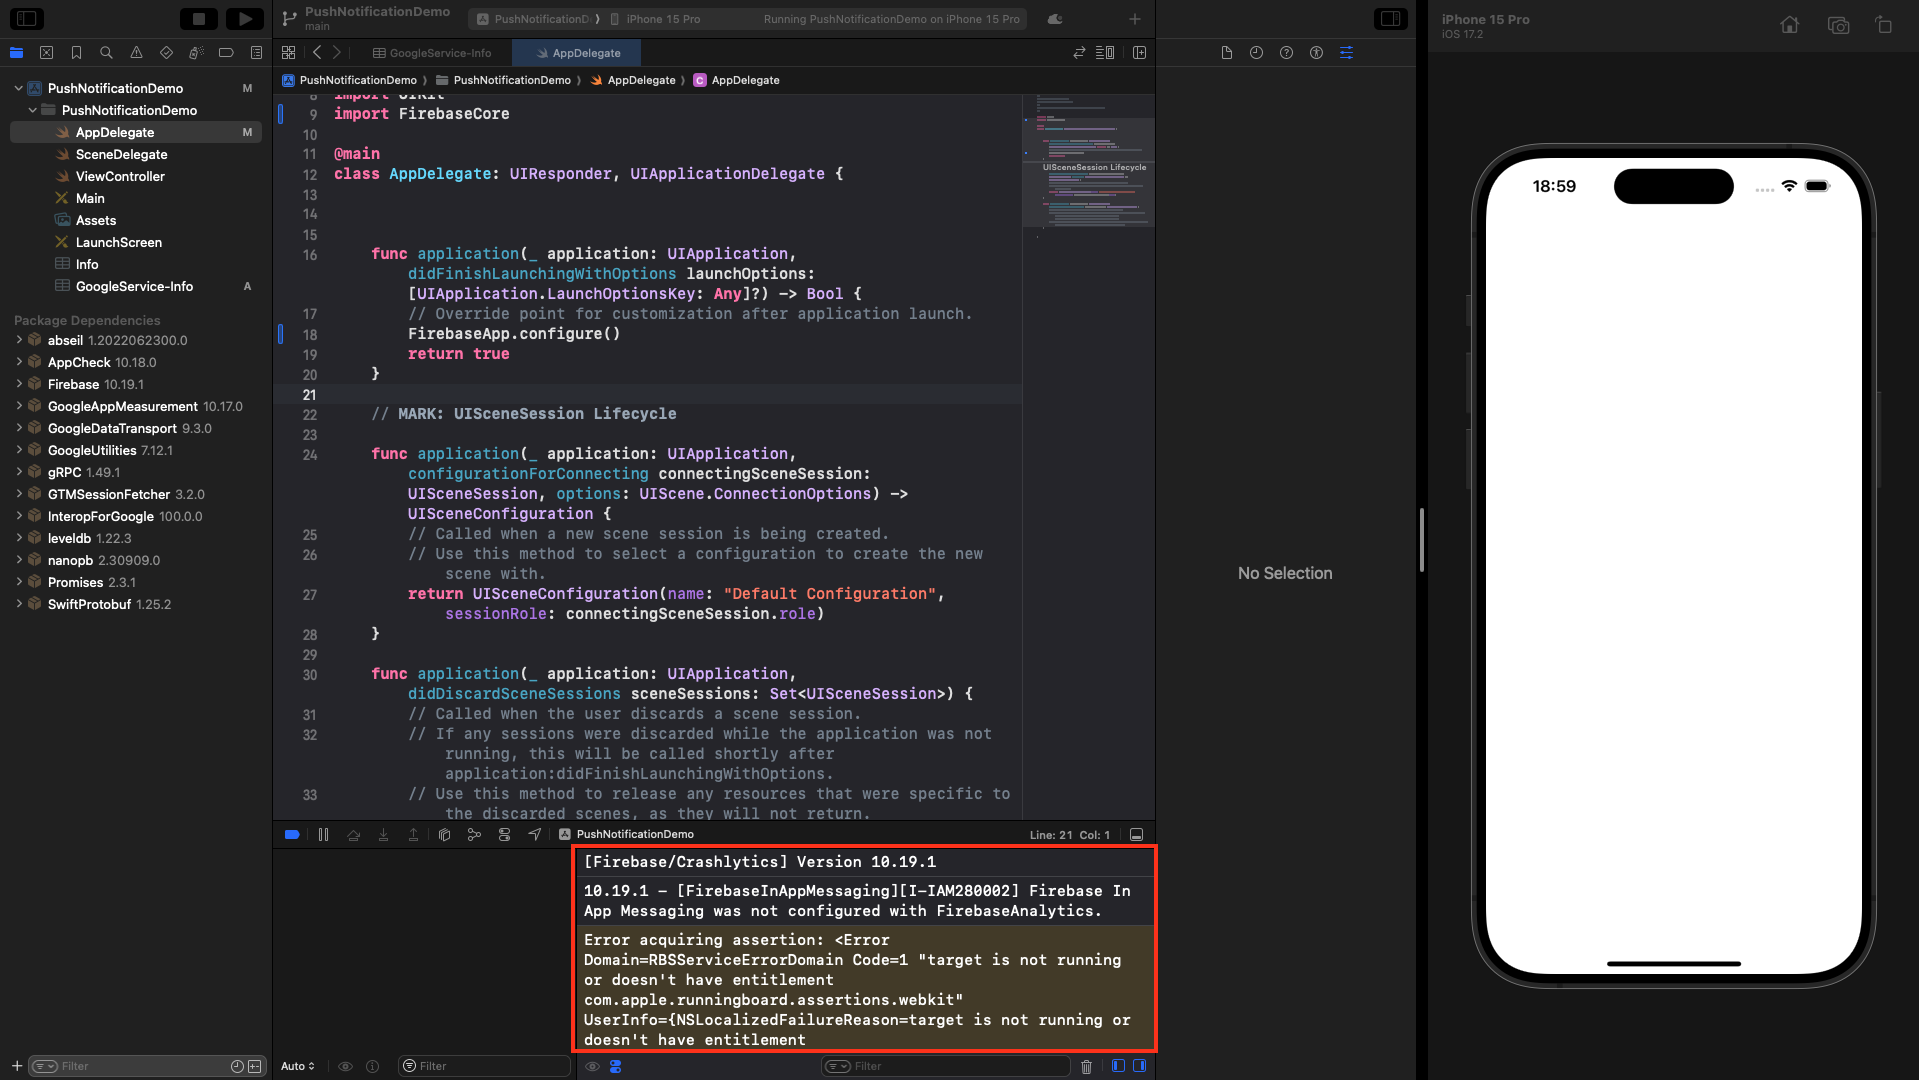 PushNotificationDemo
main
PushNotificationD
iPhone 15 Pro
Running PushNotificationDemo on iPhone 15 Pro
GoogleService-Info
AppDelegate
PushNotificationDemo
PushNotificationDemo
AppDelegate
C AppDelegate
PushNotificationDemo M
PushNotificationDemo
AppDelegate M
SceneDelegate
ViewController
Main
Assets
LaunchScreen
Info
GoogleService-Info A
Package Dependencies
abseil 1.2022062300.0
AppCheck 10.18.0
Firebase 10.19.1
GoogleAppMeasurement 10.17.0
GoogleDataTransport 9.3.0
GoogleUtilities 7.12.1
gRPC 1.49.1
GTMSessionFetcher 3.2.0
InteropForGoogle 100.0.0
leveldb 1.22.3
nanopb 2.30909.0
Promises 2.3.1
SwiftProtobuf 1.25.2
Filter
8 import UIKit
9 import FirebaseCore
10
11 @main
12 class AppDelegate: UIResponder, UIApplicationDelegate {
13
14
15
16 func application(_ application: UIApplication,
didFinishLaunchingWithOptions launchOptions:
[UIApplication.LaunchOptionsKey: Any]?) -> Bool {
17 // Override point for customization after application launch.
18 FirebaseApp.configure()
19 return true
20 }
21
22 // MARK: UISceneSession Lifecycle
23
24 func application(_ application: UIApplication,
configurationForConnecting connectingSceneSession:
UISceneSession, options: UIScene.ConnectionOptions) ->
UISceneConfiguration {
25 // Called when a new scene session is being created.
26 // Use this method to select a configuration to create the new
scene with.
27 return UISceneConfiguration(name: "Default Configuration",
sessionRole: connectingSceneSession.role)
28 }
29
30 func application(_ application: UIApplication,
didDiscardSceneSessions sceneSessions: Set<UISceneSession>) {
31 // Called when the user discards a scene session.
32 // If any sessions were discarded while the application was not
running, this will be called shortly after
application:didFinishLaunchingWithOptions.
33 // Use this method to release any resources that were specific to
the discarded scenes, as they will not return.
UISceneSession Lifecycle
PushNotificationDemo
Line: 21 Col: 1
[Firebase/Crashlytics] Version 10.19.1
10.19.1 - [FirebaseInAppMessaging][I-IAM280002] Firebase In
App Messaging was not configured with FirebaseAnalytics.
Error acquiring assertion: <Error
Domain=RBSServiceErrorDomain Code=1 "target is not running
or doesn't have entitlement
com.apple.runningboard.assertions.webkit"
UserInfo={NSLocalizedFailureReason=target is not running or
doesn't have entitlement
Auto
Filter
Filter
No Selection
iPhone 15 Pro
iOS 17.2
18:59